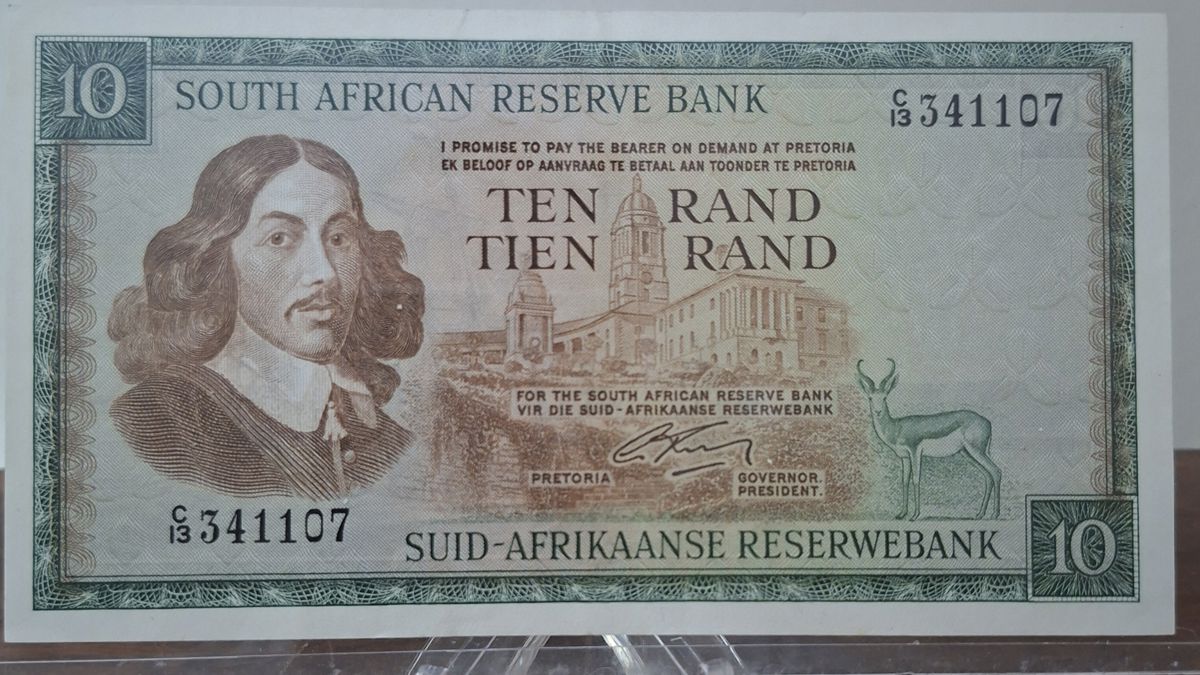 10
SOUTH AFRICAN RESERVE BANK
C/13 341107
I PROMISE TO PAY THE BEARER ON DEMAND AT PRETORIA
EK BELOOF OP AANVRAAG TE BETAAL AAN TOONDER TE PRETORIA
TEN RAND
TIEN RAND
FOR THE SOUTH AFRICAN RESERVE BANK
VIR DIE SUID-AFRIKAANSE RESERWEBANK
PRETORIA
GOVERNOR.
PRESIDENT.
C/13 341107
SUID-AFRIKAANSE RESERWEBANK
10